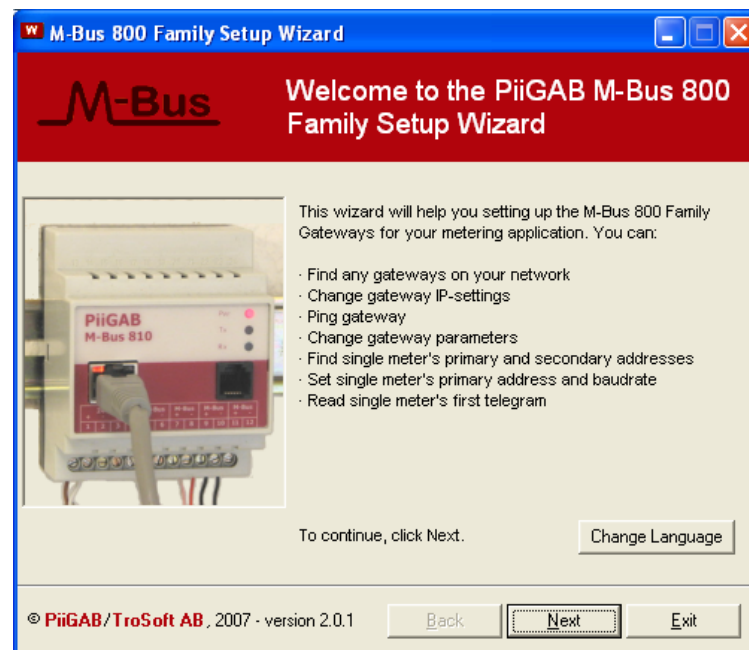 M-Bus 800 Family Setup Wizard
M-Bus
Welcome to the PiiGAB M-Bus 800
Family Setup Wizard
This wizard will help you setting up the M-Bus 800 Family
Gateways for your metering application. You can:
· Find any gateways on your network
· Change gateway IP-settings
· Ping gateway
· Change gateway parameters
· Find single meter's primary and secondary addresses
· Set single meter's primary address and baudrate
· Read single meter's first telegram
PiiGAB
M-Bus 810
To continue, click Next.
Change Language
© PiiGAB/TroSoft AB, 2007 - version 2.0.1
Back
Next
Exit